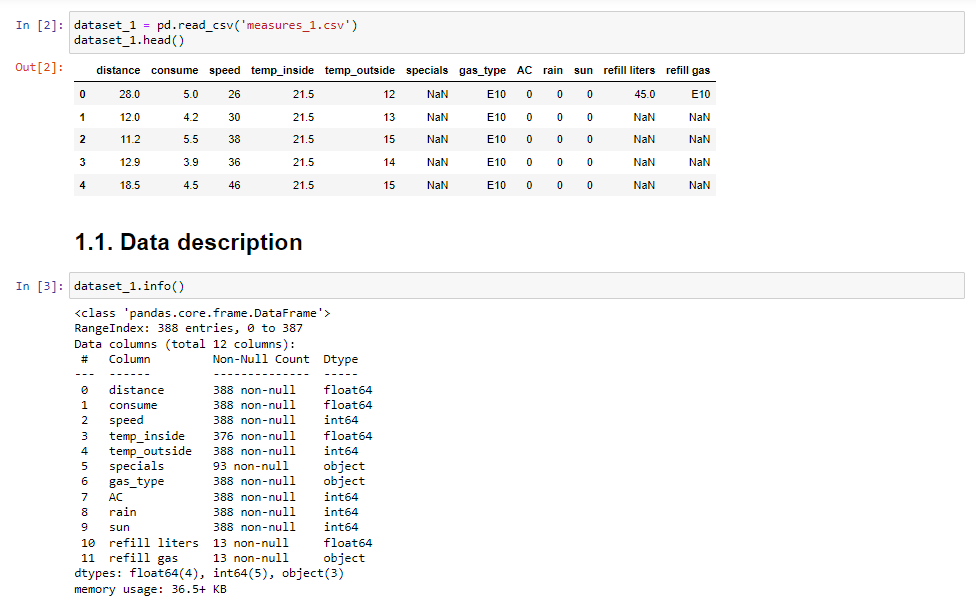 In [2]: dataset_1 = pd.read_csv('measures_1.csv')
dataset_1.head()
Out[2]: distance consume speed temp_inside temp_outside specials gas_type AC rain sun refill liters refill gas
0 28.0 5.0 26 21.5 12 NaN E10 0 0 0 45.0 E10
1 12.0 4.2 30 21.5 13 NaN E10 0 0 0 NaN NaN
2 11.2 5.5 38 21.5 15 NaN E10 0 0 0 NaN NaN
3 12.9 3.9 36 21.5 14 NaN E10 0 0 0 NaN NaN
4 18.5 4.5 46 21.5 15 NaN E10 0 0 0 NaN NaN
1.1. Data description
In [3]: dataset_1.info()
<class 'pandas.core.frame.DataFrame'>
RangeIndex: 388 entries, 0 to 387
Data columns (total 12 columns):
# Column Non-Null Count Dtype
--- ------ -------------- -----
0 distance 388 non-null float64
1 consume 388 non-null float64
2 speed 388 non-null int64
3 temp_inside 376 non-null float64
4 temp_outside 388 non-null int64
5 specials 93 non-null object
6 gas_type 388 non-null object
7 AC 388 non-null int64
8 rain 388 non-null int64
9 sun 388 non-null int64
10 refill liters 13 non-null float64
11 refill gas 13 non-null object
dtypes: float64(4), int64(5), object(3)
memory usage: 36.5+ KB